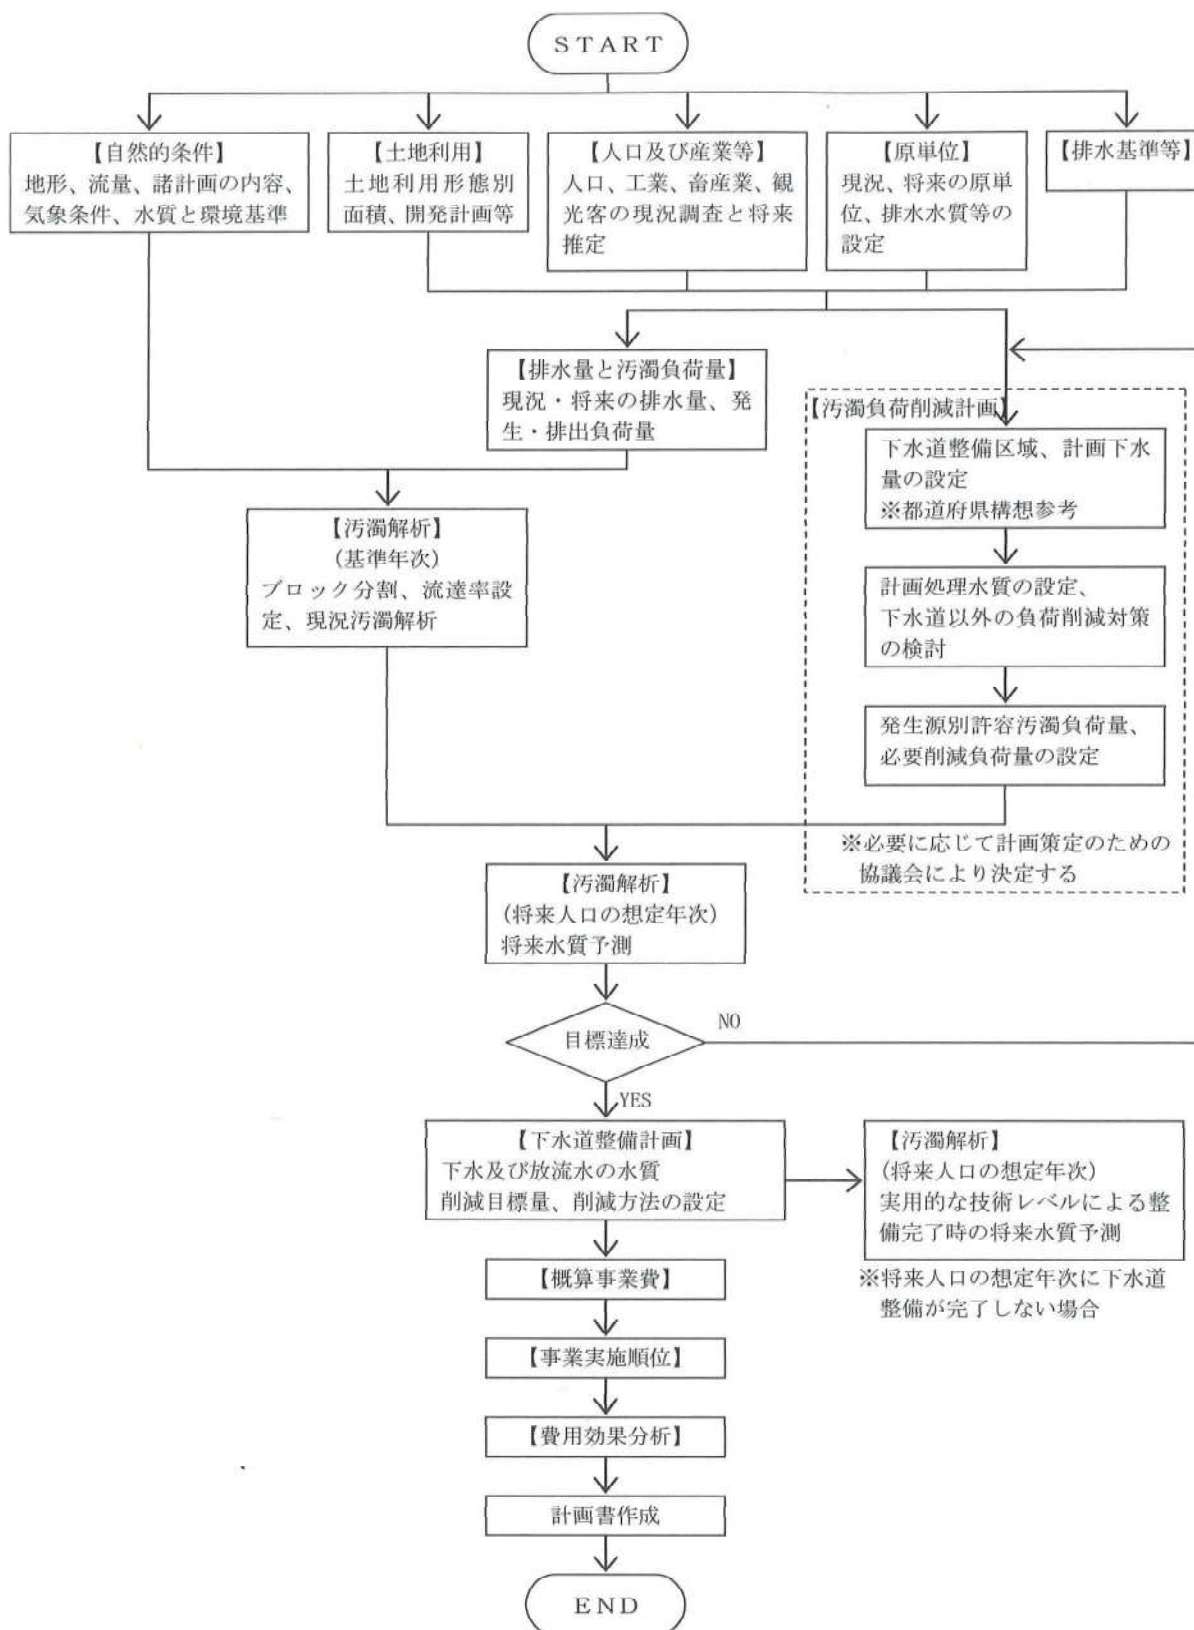 START
【自然的条件】
地形、流量、諸計画の内容、
気象条件、水質と環境基準
【土地利用】
土地利用形態別
面積、開発計画等
【人口及び産業等】
人口、工業、畜産業、観
光客の現況調査と将来
推定
【原単位】
現況、将来の原単
位、排水水質等の
設定
【排水基準等】
【排水量と汚濁負荷量】
現況・将来の排水量、発
生・排出負荷量
【汚濁負荷削減計画】
下水道整備区域、計画下水
量の設定
※都道府県構想参考
【汚濁解析】
(基準年次)
ブロック分割、流達率設
定、現況汚濁解析
計画処理水質の設定、
下水道以外の負荷削減対策
の検討
発生源別許容汚濁負荷量、
必要削減負荷量の設定
※必要に応じて計画策定のための
協議会により決定する
【汚濁解析】
(将来人口の想定年次)
将来水質予測
目標達成
NO
YES
【下水道整備計画】
下水及び放流水の水質
削減目標量、削減方法の設定
【汚濁解析】
(将来人口の想定年次)
実用的な技術レベルによる整
備完了時の将来水質予測
※将来人口の想定年次に下水道
整備が完了しない場合
【概算事業費】
【事業実施順位】
【費用効果分析】
計画書作成
END